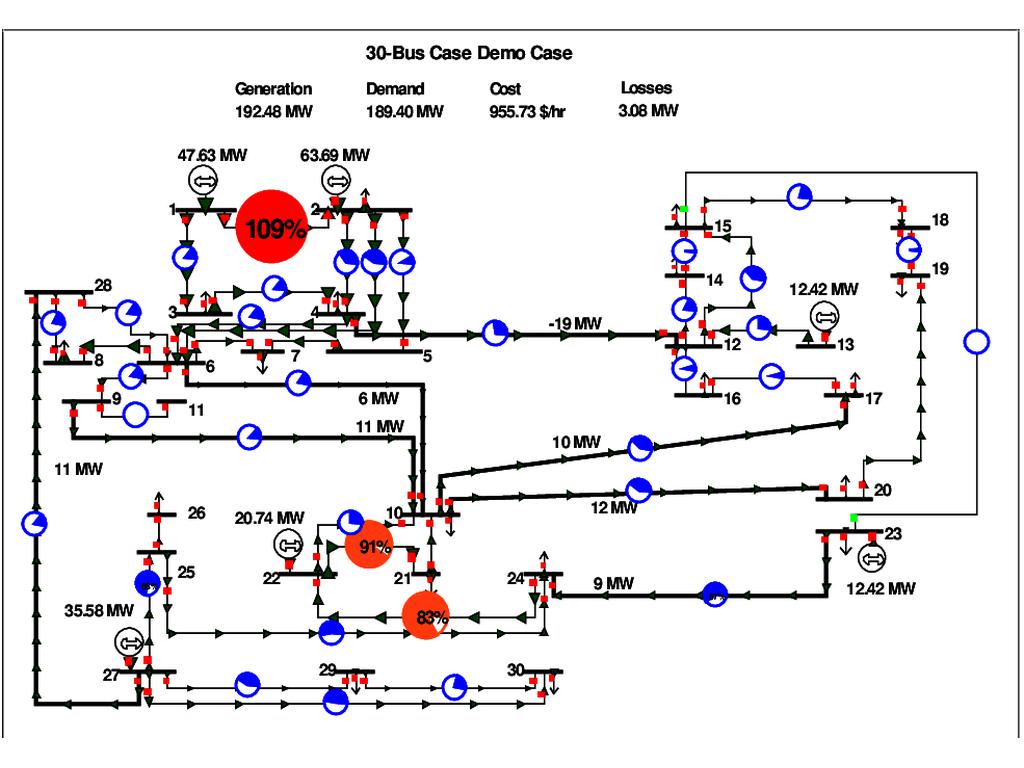 30-Bus Case Demo Case
Generation Demand Cost Losses
192.48 MW 189.40 MW 955.73 $/hr 3.08 MW
47.63 MW 63.69 MW
1 109% 2
15 18
28 14 19
12.42 MW
3 4
-19 MW
8 6 7 5 12 13
9 11 6 MW 16 17
11 MW
10 MW
11 MW
20
26 20.74 MW 10 12 MW
23
91%
25 22 21 24 9 MW 12.42 MW
35.58 MW 83%
27 29 30